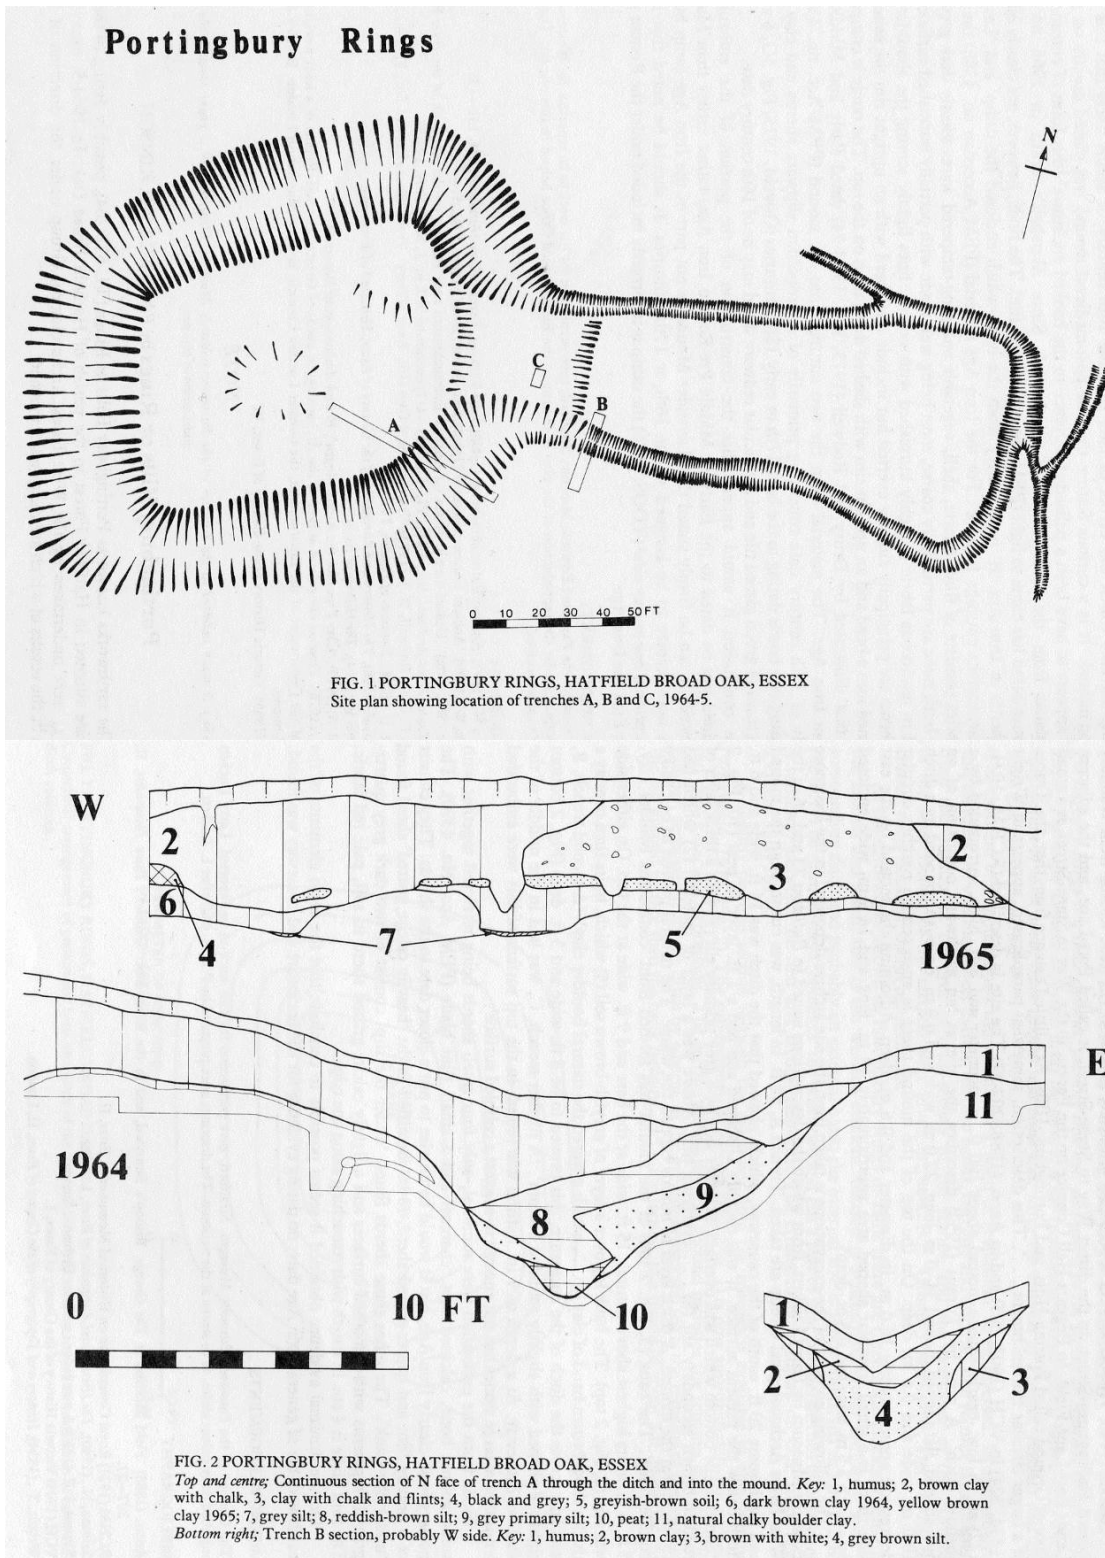 Portingbury Rings
N
C
B
A
0 10 20 30 40 50 FT
FIG. 1 PORTINGBURY RINGS, HATFIELD BROAD OAK, ESSEX
Site plan showing location of trenches A, B and C, 1964-5.
W
2
2
3
6
4
7
5
1965
1
E
11
1964
9
8
0 10 FT
10
1
2
3
4
FIG. 2 PORTINGBURY RINGS, HATFIELD BROAD OAK, ESSEX
Top and centre; Continuous section of N face of trench A through the ditch and into the mound. Key: 1, humus; 2, brown clay
with chalk, 3, clay with chalk and flints; 4, black and grey; 5, greyish-brown soil; 6, dark brown clay 1964, yellow brown
clay 1965; 7, grey silt; 8, reddish-brown silt; 9, grey primary silt; 10, peat; 11, natural chalky boulder clay.
Bottom right; Trench B section, probably W side. Key: 1, humus; 2, brown clay; 3, brown with white; 4, grey brown silt.